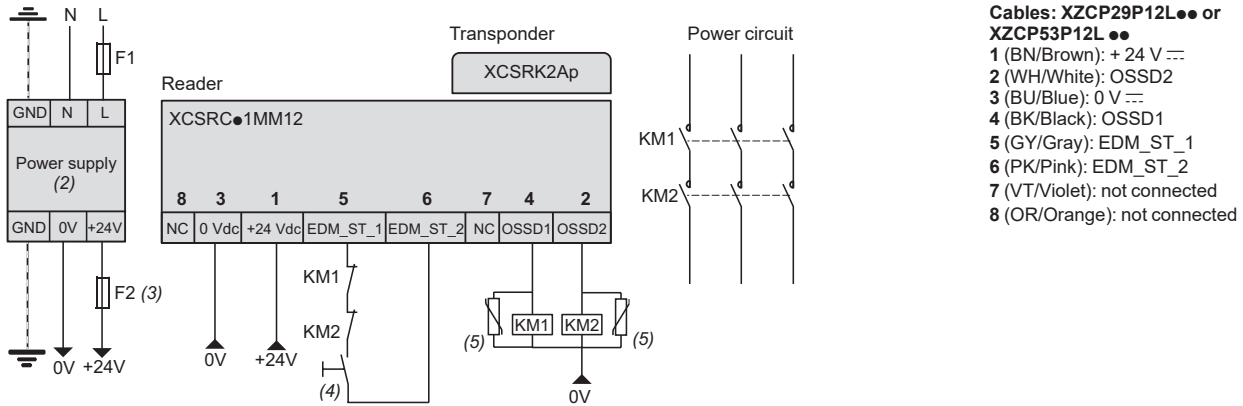 N L
F1
GND N L
Power supply
(2)
GND 0V +24V
F2 (3)
0V +24V
Reader
Transponder
XCSRK2Ap
XCSRC●1MM12
8 3 1 5 6 7 4 2
NC 0 Vdc +24 Vdc EDM_ST_1 EDM_ST_2 NC OSSD1 OSSD2
KM1
KM2
(4)
0V +24V
KM1 KM2
(5) (5)
0V
Power circuit
KM1
KM2
Cables: XZCP29P12L●● or
XZCP53P12L ●●
1 (BN/Brown): + 24 V ⎓
2 (WH/White): OSSD2
3 (BU/Blue): 0 V ⎓
4 (BK/Black): OSSD1
5 (GY/Gray): EDM_ST_1
6 (PK/Pink): EDM_ST_2
7 (VT/Violet): not connected
8 (OR/Orange): not connected